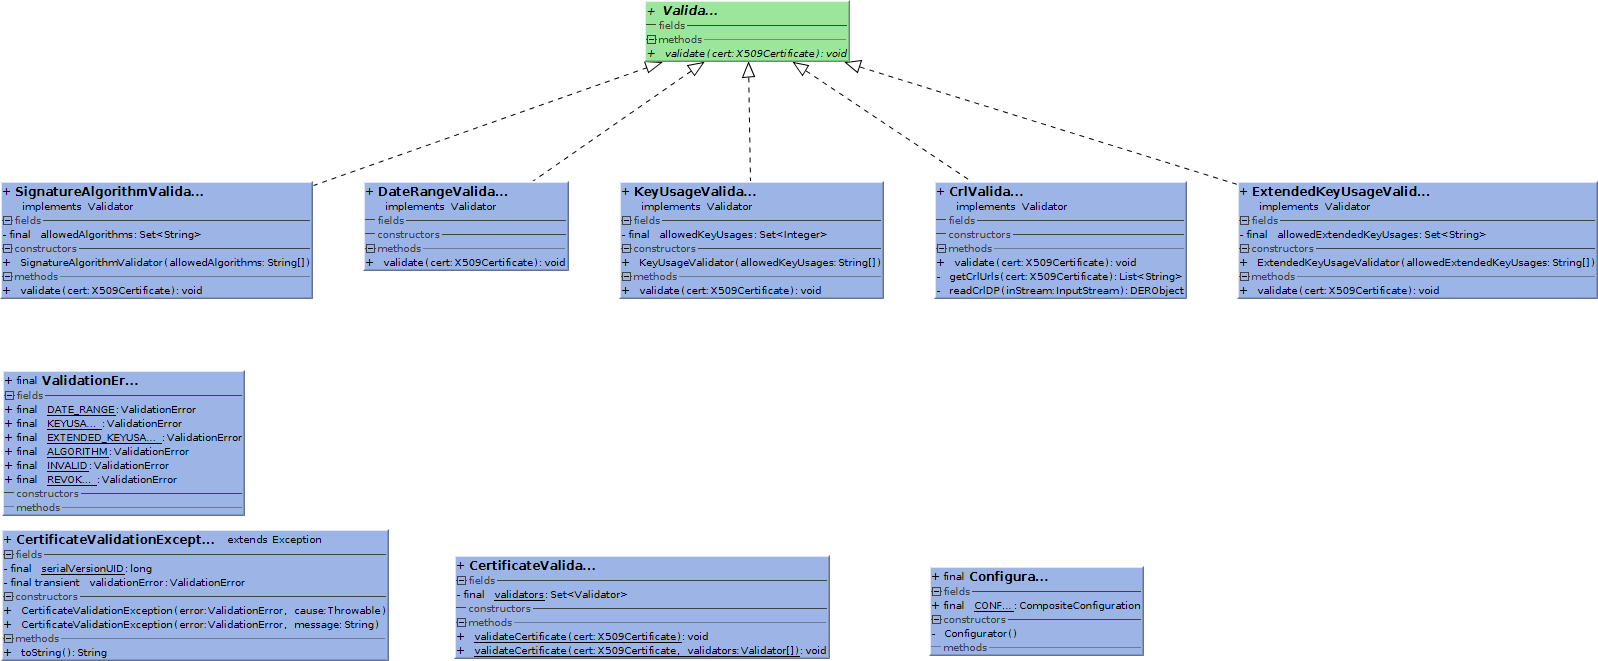 + Valida...
fields
methods
+ validate(cert:X509Certificate):void
+ SignatureAlgorithmValida...
implements Validator
fields
- final allowedAlgorithms:Set<String>
constructors
+ SignatureAlgorithmValidator(allowedAlgorithms:String[])
methods
+ validate(cert:X509Certificate):void
+ DateRangeValida...
implements Validator
fields
constructors
methods
+ validate(cert:X509Certificate):void
+ KeyUsageValida...
implements Validator
fields
- final allowedKeyUsages:Set<Integer>
constructors
+ KeyUsageValidator(allowedKeyUsages:String[])
methods
+ validate(cert:X509Certificate):void
+ CrlValida...
implements Validator
fields
constructors
methods
+ validate(cert:X509Certificate):void
- getCrlUrls(cert:X509Certificate):List<String>
- readCrlDP(inStream:InputStream):DERObject
+ ExtendedKeyUsageValid...
implements Validator
fields
- final allowedExtendedKeyUsages:Set<String>
constructors
+ ExtendedKeyUsageValidator(allowedExtendedKeyUsages:String[])
methods
+ validate(cert:X509Certificate):void
+ final ValidationEr...
fields
+ final DATE_RANGE:ValidationError
+ final KEYUSA... :ValidationError
+ final EXTENDED_KEYUSA... :ValidationError
+ final ALGORITHM:ValidationError
+ final INVALID:ValidationError
+ final REVOK... :ValidationError
constructors
methods
+ CertificateValidationExcept... extends Exception
fields
- final serialVersionUID:long
- final transient validationError:ValidationError
constructors
+ CertificateValidationException(error:ValidationError, cause:Throwable)
+ CertificateValidationException(error:ValidationError, message:String)
methods
+ toString():String
+ CertificateValida...
fields
- final validators:Set<Validator>
constructors
methods
+ validateCertificate(cert:X509Certificate):void
+ validateCertificate(cert:X509Certificate, validators:Validator[]):void
+ final Configura...
fields
+ final CONF... :CompositeConfiguration
constructors
- Configurator()
methods